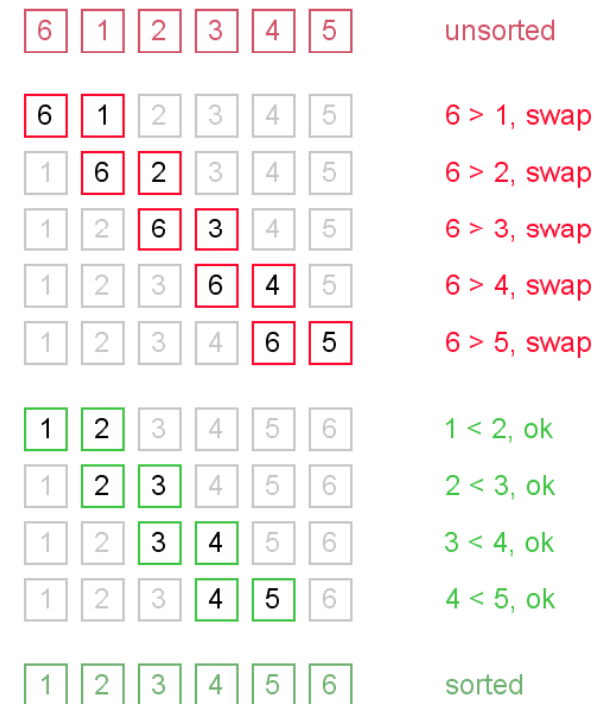 6 1 2 3 4 5 unsorted
6 1 2 3 4 5 6 > 1, swap
1 6 2 3 4 5 6 > 2, swap
1 2 6 3 4 5 6 > 3, swap
1 2 3 6 4 5 6 > 4, swap
1 2 3 4 6 5 6 > 5, swap
1 2 3 4 5 6 1 < 2, ok
1 2 3 4 5 6 2 < 3, ok
1 2 3 4 5 6 3 < 4, ok
1 2 3 4 5 6 4 < 5, ok
1 2 3 4 5 6 sorted